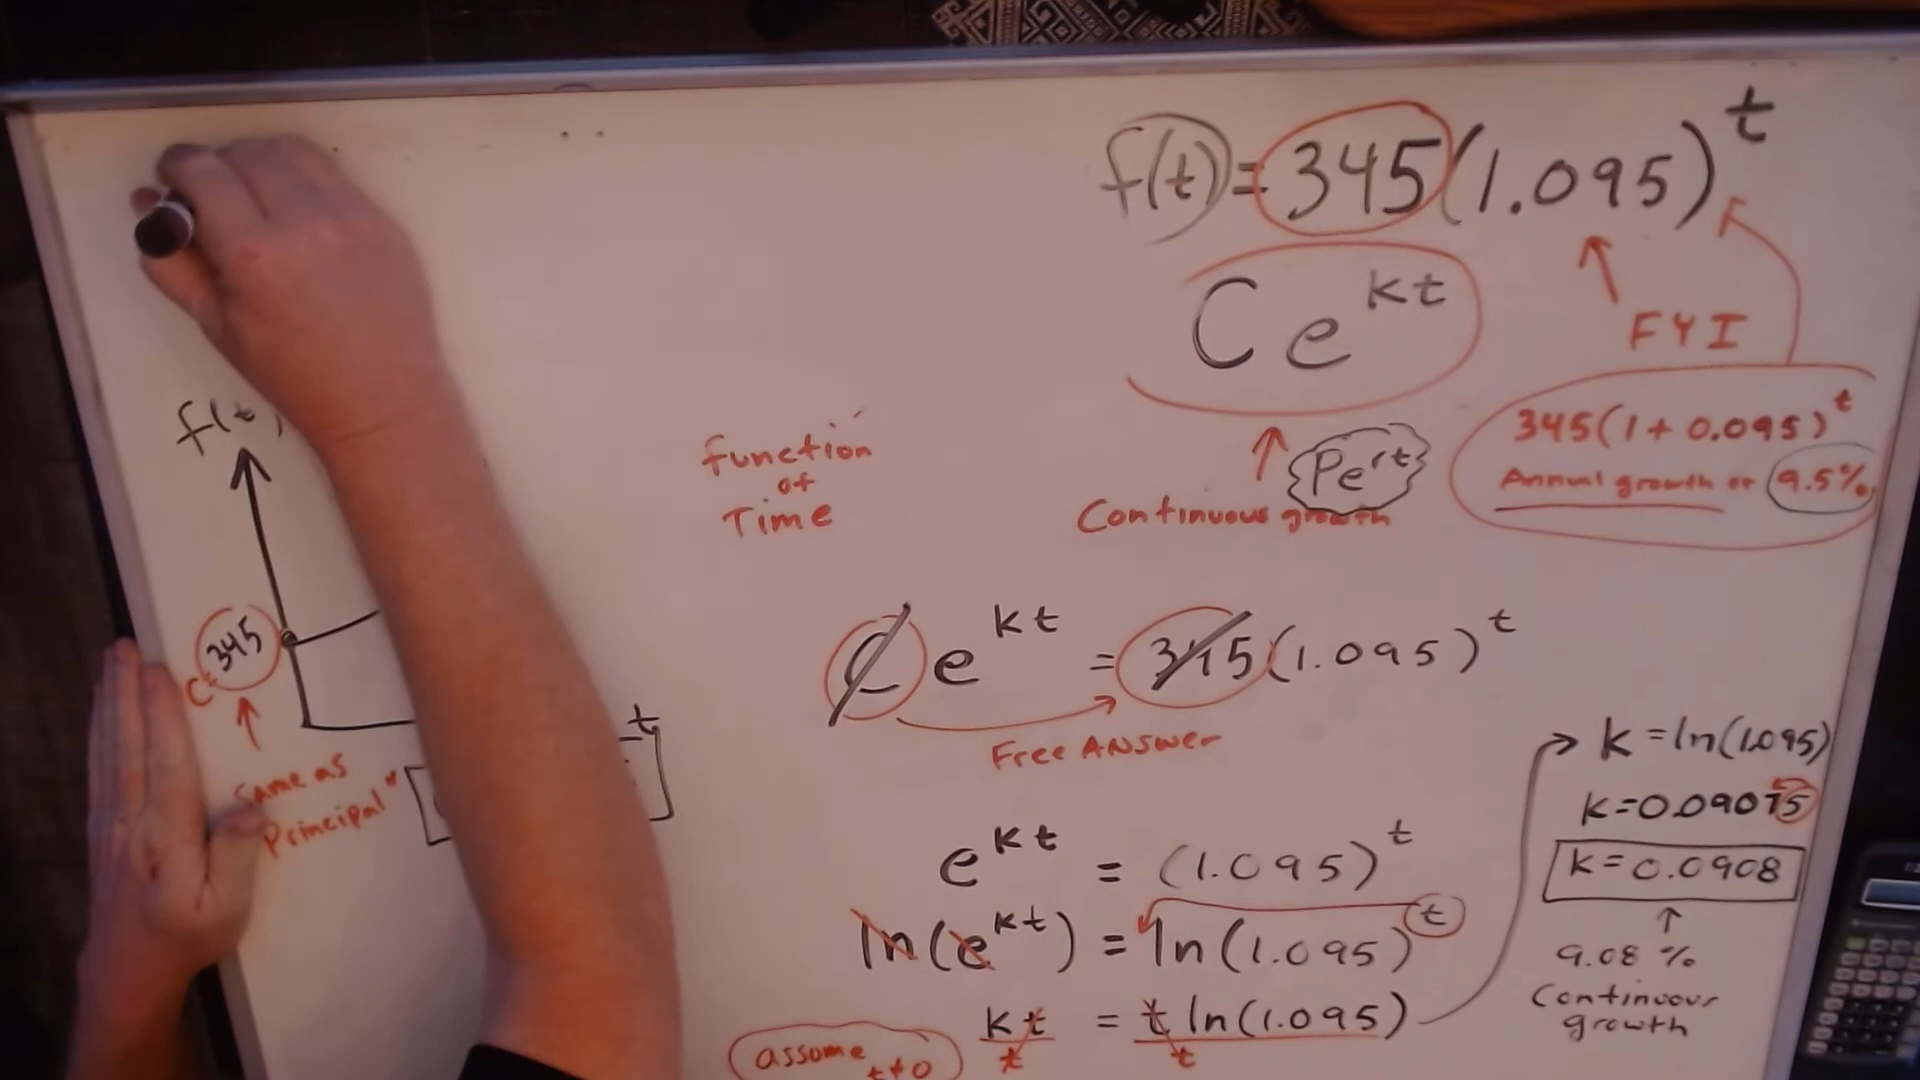 f(t) = 345(1.095)^t
Ce^kt
FYI
345(1+0.095)^t
Annual growth of 9.5%
Pe^rt
Continuous growth
function
of
Time
f(t)
C=345
Same as
"Principal"
t
Ce^kt = 345(1.095)^t
Free Answer
e^kt = (1.095)^t
ln(e^kt) = ln(1.095)^t
kt = t ln(1.095)
t t
assume
t≠0
k=ln(1.095)
k=0.09075
k=0.0908
9.08 %
Continuous
growth